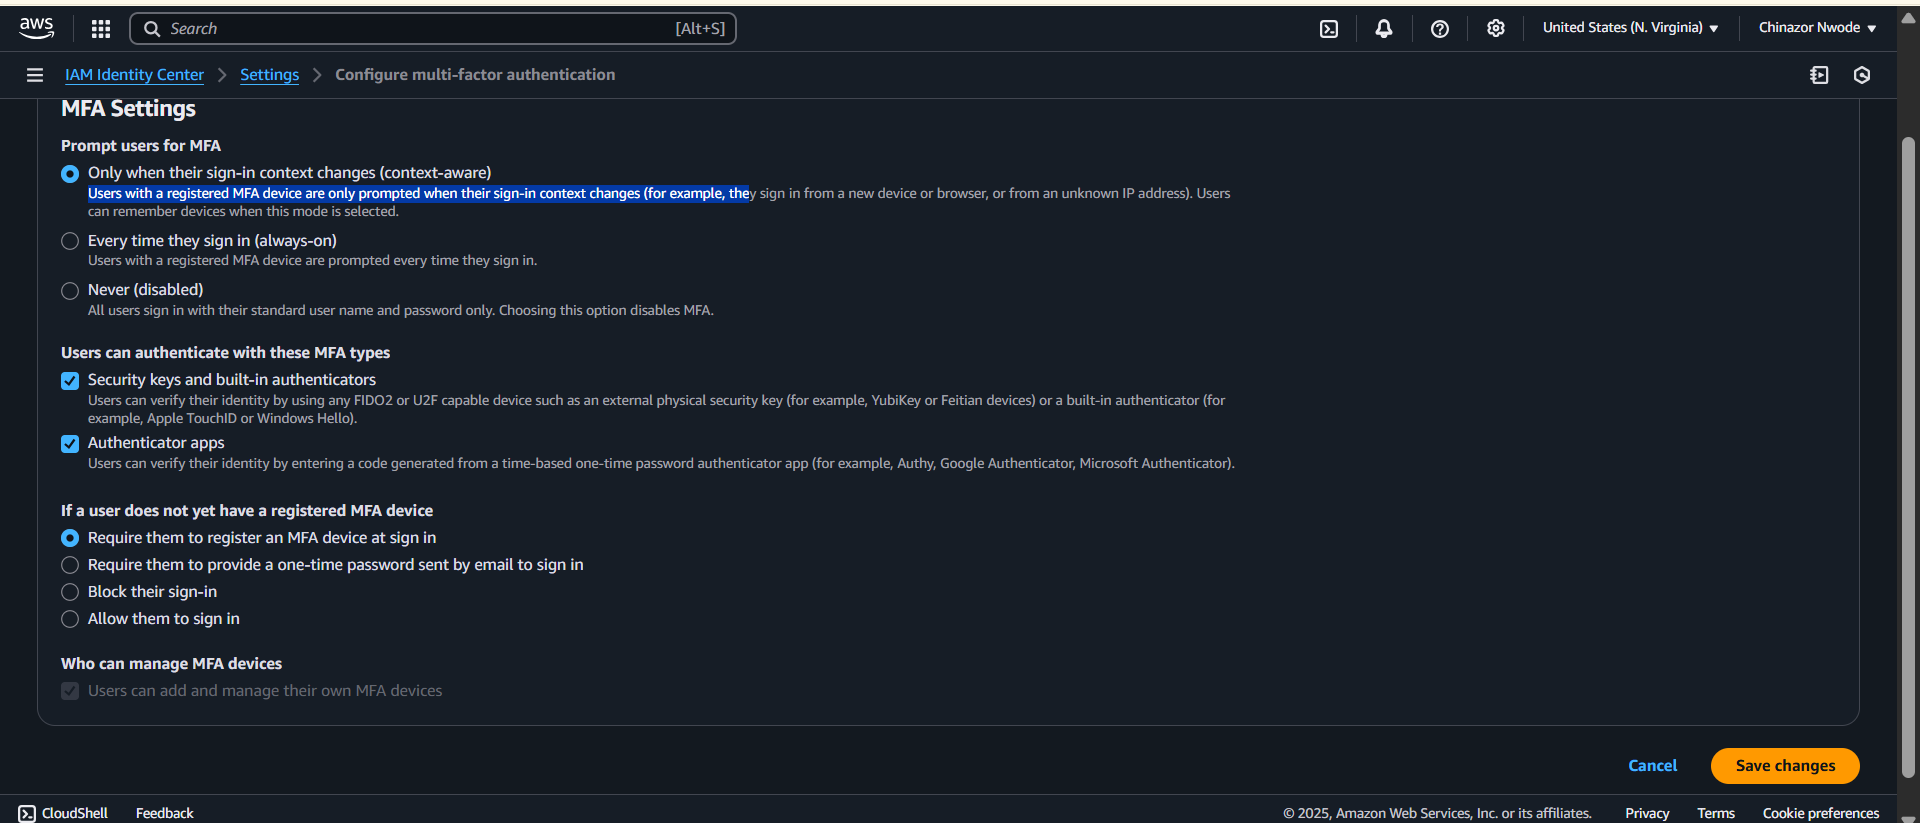 aws
Search
[Alt+S]
United States (N. Virginia)
Chinazor Nwode
IAM Identity Center
Settings
Configure multi-factor authentication
MFA Settings
Prompt users for MFA
Only when their sign-in context changes (context-aware)
Users with a registered MFA device are only prompted when their sign-in context changes (for example, they sign in from a new device or browser, or from an unknown IP address). Users
can remember devices when this mode is selected.
Every time they sign in (always-on)
Users with a registered MFA device are prompted every time they sign in.
Never (disabled)
All users sign in with their standard user name and password only. Choosing this option disables MFA.
Users can authenticate with these MFA types
Security keys and built-in authenticators
Users can verify their identity by using any FIDO2 or U2F capable device such as an external physical security key (for example, YubiKey or Feitian devices) or a built-in authenticator (for
example, Apple TouchID or Windows Hello).
Authenticator apps
Users can verify their identity by entering a code generated from a time-based one-time password authenticator app (for example, Authy, Google Authenticator, Microsoft Authenticator).
If a user does not yet have a registered MFA device
Require them to register an MFA device at sign in
Require them to provide a one-time password sent by email to sign in
Block their sign-in
Allow them to sign in
Who can manage MFA devices
Users can add and manage their own MFA devices
Cancel
Save changes
CloudShell
Feedback
© 2025, Amazon Web Services, Inc. or its affiliates.
Privacy
Terms
Cookie preferences